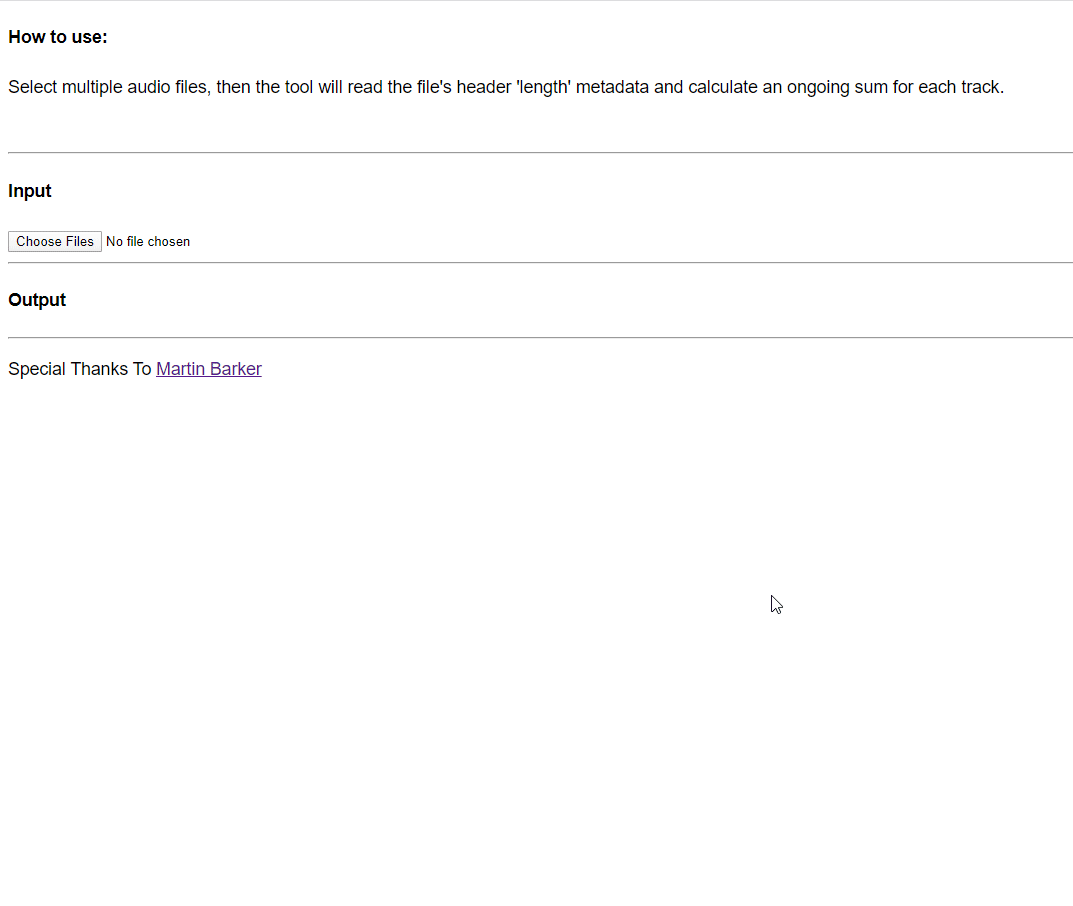 How to use:
Select multiple audio files, then the tool will read the file's header 'length' metadata and calculate an ongoing sum for each track.
Input
Choose Files No file chosen
Output
Special Thanks To Martin Barker